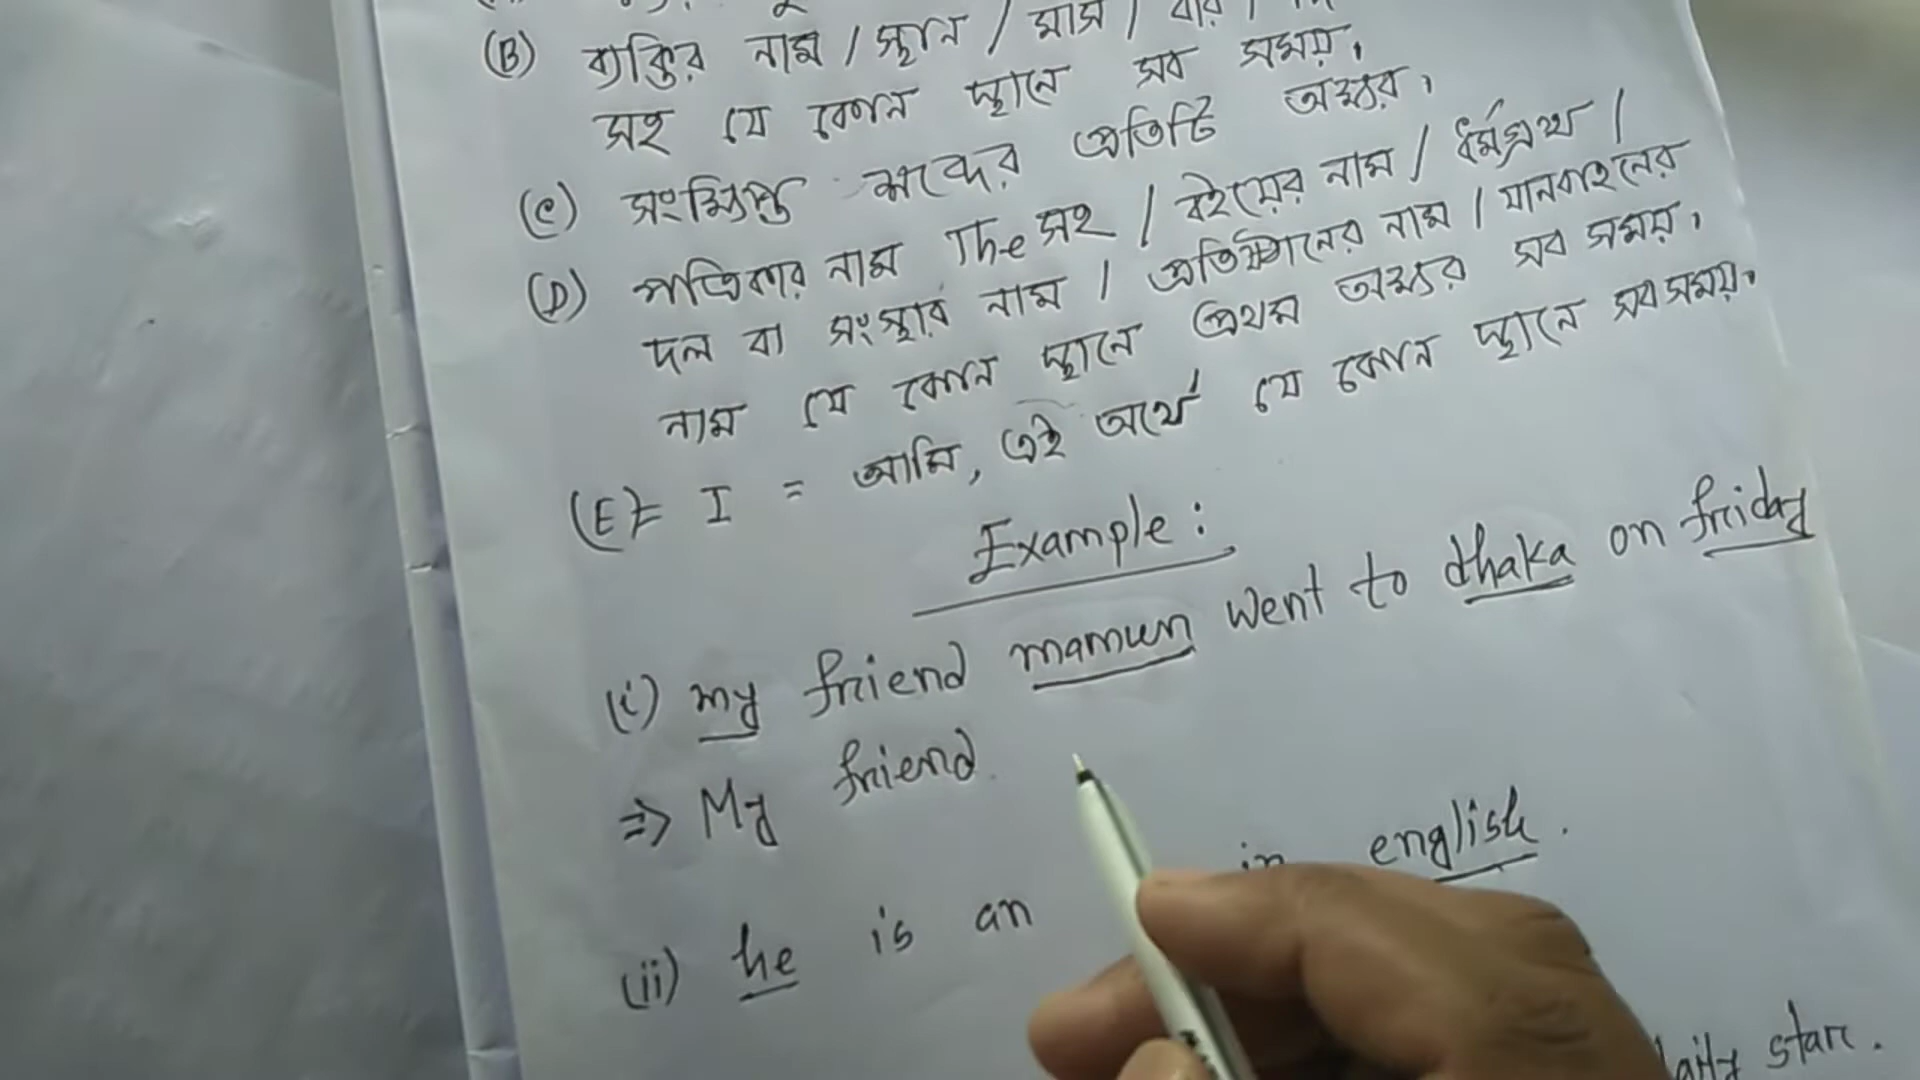 (B) ব্যক্তির নাম / স্থান / মাস / বার /
সহ যে কোন স্থানে সব সময়।
(C) সংক্ষিপ্ত শব্দের প্রতিটি অক্ষর।
(D) পত্রিকার নাম The সহ / বইয়ের নাম / ধর্মগ্রন্থ /
দল বা সংস্থার নাম / প্রতিষ্ঠানের নাম / যানবাহনের
নাম যে কোন স্থানে প্রথম অক্ষর সব সময়।
(E) = I = আমি, এই অর্থে যে কোন স্থানে সব সময়।
Example:
(i) my friend mamun went to dhaka on friday
⇒ My friend
(ii) he is an in english.
daily star.